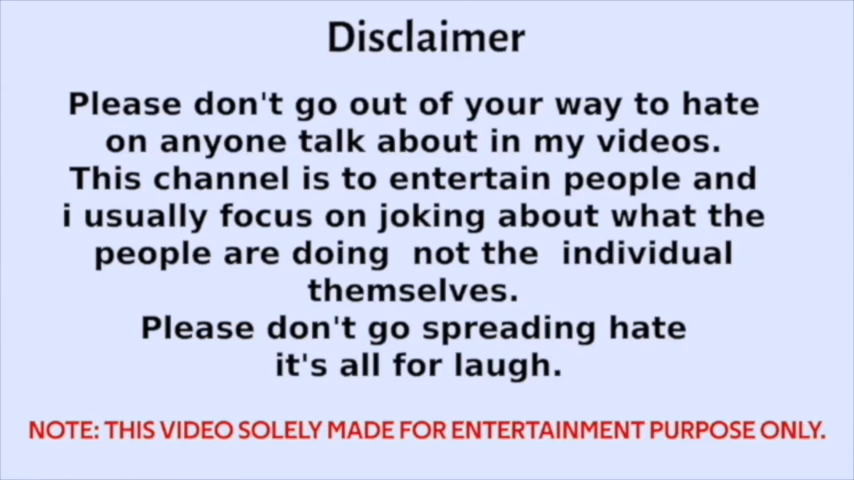 Disclaimer
Please don't go out of your way to hate
on anyone talk about in my videos.
This channel is to entertain people and
i usually focus on joking about what the
people are doing not the individual
themselves.
Please don't go spreading hate
it's all for laugh.
NOTE: THIS VIDEO SOLELY MADE FOR ENTERTAINMENT PURPOSE ONLY.